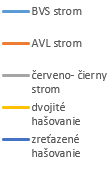 BVS strom
AVL strom
červeno- čierny
strom
dvojité
hašovanie
zreťazené
hašovanie